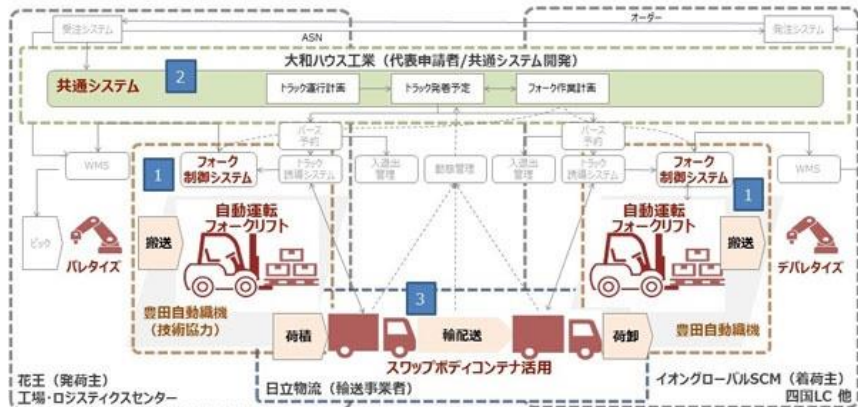 オーダー
受注システム
発注システム
ASN
大和ハウス工業（代表申請者/共通システム開発）
2
共通システム
トラック運行計画
トラック発着予定
フォーク作業計画
バース
予約
バース
予約
WMS
1
フォーク
制御システム
トラック
誘導システム
入退出
管理
動態管理
入退出
管理
トラック
誘導システム
フォーク
制御システム
WMS
1
ピック
パレタイズ
搬送
自動運転
フォークリフト
自動運転
フォークリフト
搬送
デパレタイズ
3
豊田自動織機
（技術協力）
荷積
輸配送
荷卸
豊田自動織機
スワップボディコンテナ活用
花王（発荷主）
工場・ロジスティクスセンター
日立物流（輸送事業者）
イオングローバルSCM（着荷主）
四国LC 他